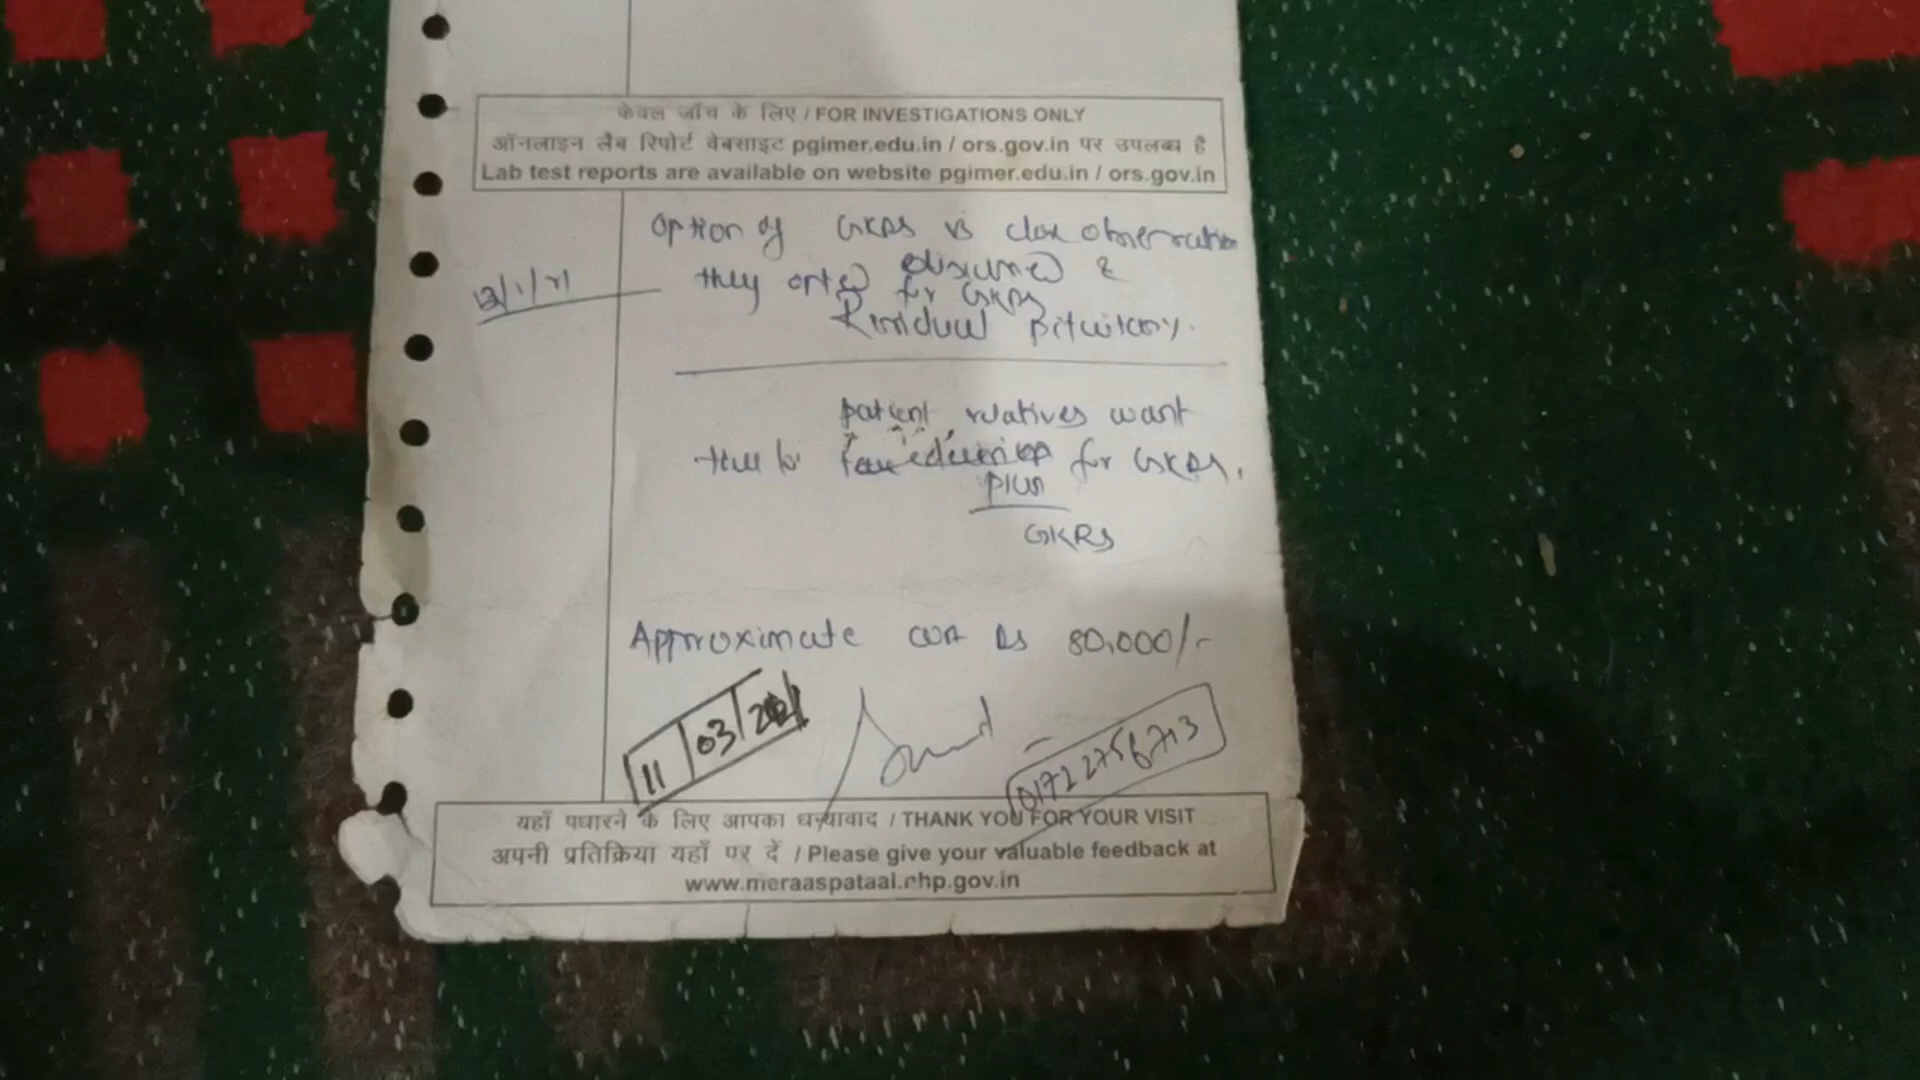 केवल जाँच के लिए / FOR INVESTIGATIONS ONLY
ऑनलाइन लैब रिपोर्ट वेबसाइट pgimer.edu.in / ors.gov.in पर उपलब्ध है
Lab test reports are available on website pgimer.edu.in / ors.gov.in
Option of GKRS vs close observation
discussed &
they opted for GKRS
Residual pituitary.
patient relatives want
for GKRS.
Plan
GKRS
Approximate cost Rs 80,000/-
11/03/2021
01722756713
यहाँ पधारने के लिए आपका धन्यावाद / THANK YOU FOR YOUR VISIT
अपनी प्रतिक्रिया यहाँ पर दें / Please give your valuable feedback at
www.meraaspataal.nhp.gov.in